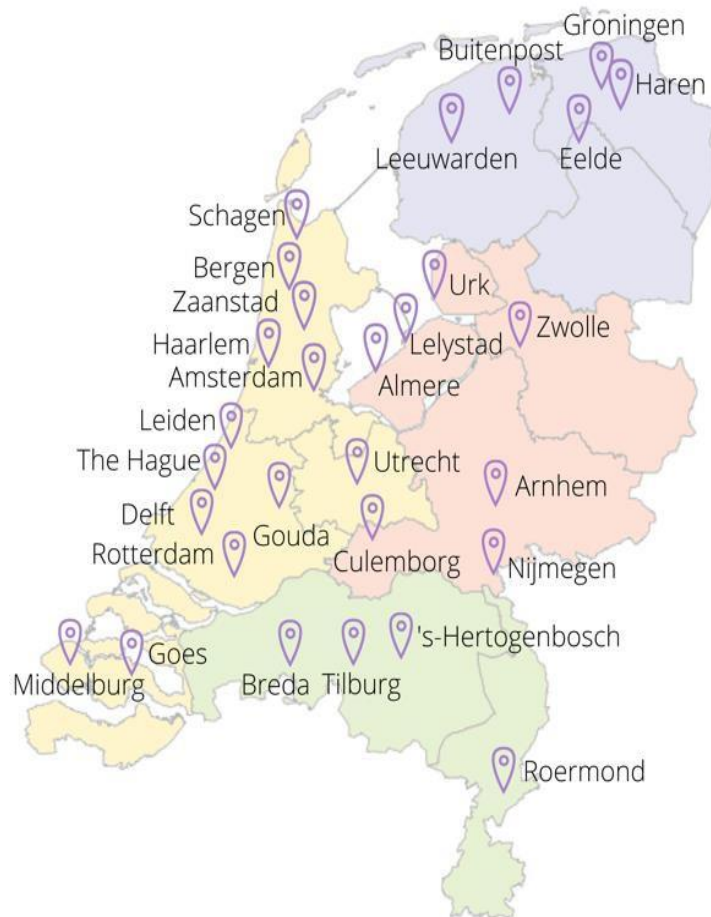 Groningen
Buitenpost
Haren
Leeuwarden
Eelde
Schagen
Bergen
Urk
Zaanstad
Haarlem
Lelystad
Zwolle
Amsterdam
Almere
Leiden
The Hague
Utrecht
Arnhem
Delft
Gouda
Rotterdam
Culemborg
Nijmegen
's-Hertogenbosch
Goes
Middelburg
Breda
Tilburg
Roermond